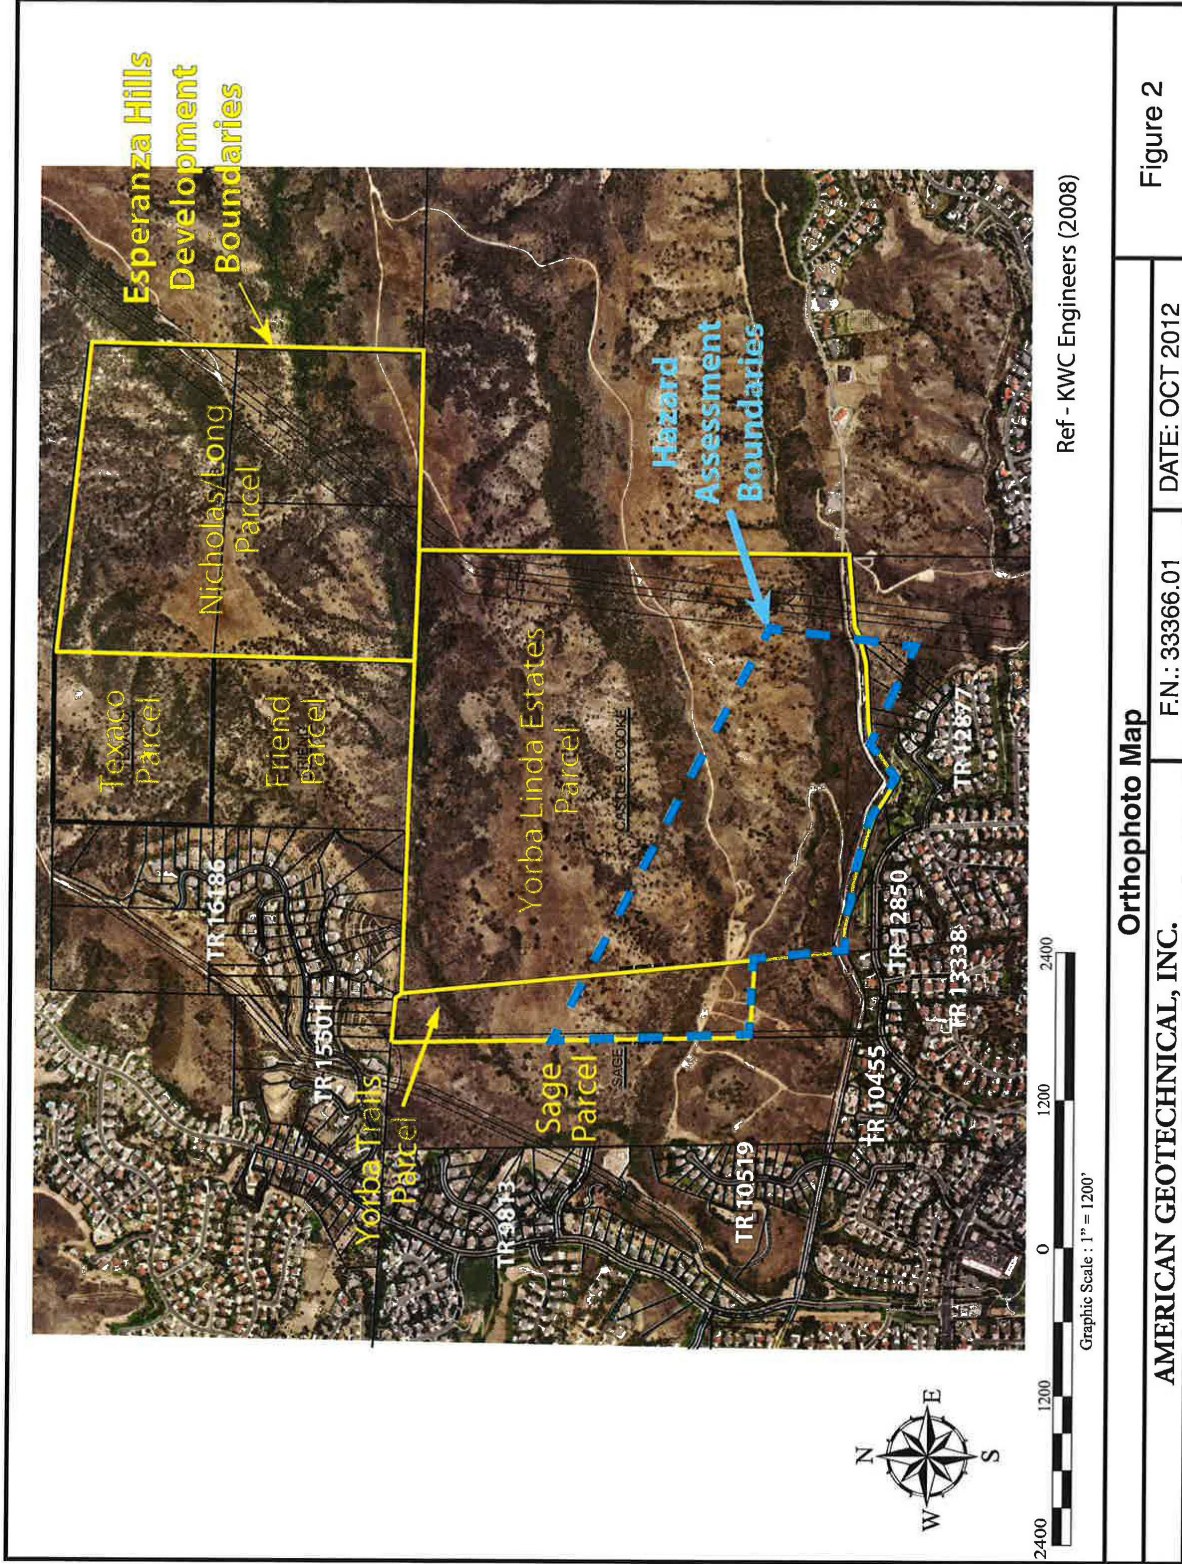 Esperanza Hills
Development
Boundaries
Nicholas/Long
Parcel
Texaco
Parcel
Friend
Parcel
TR 16186
TR 15501
Yorba Trails
Parcel
Yorba Linda Estates
Parcel
Hazard
Assessment
Boundaries
Sage
Parcel
SAGE
TR 9813
TR 10519
TR 10455
TR 12850
TR 13338
TR 12877
N
W
E
S
2400
1200
0
1200
2400
Graphic Scale : 1" = 1200'
Ref - KWC Engineers (2008)
Orthophoto Map
AMERICAN GEOTECHNICAL, INC.
F.N.: 33366.01
DATE: OCT 2012
Figure 2